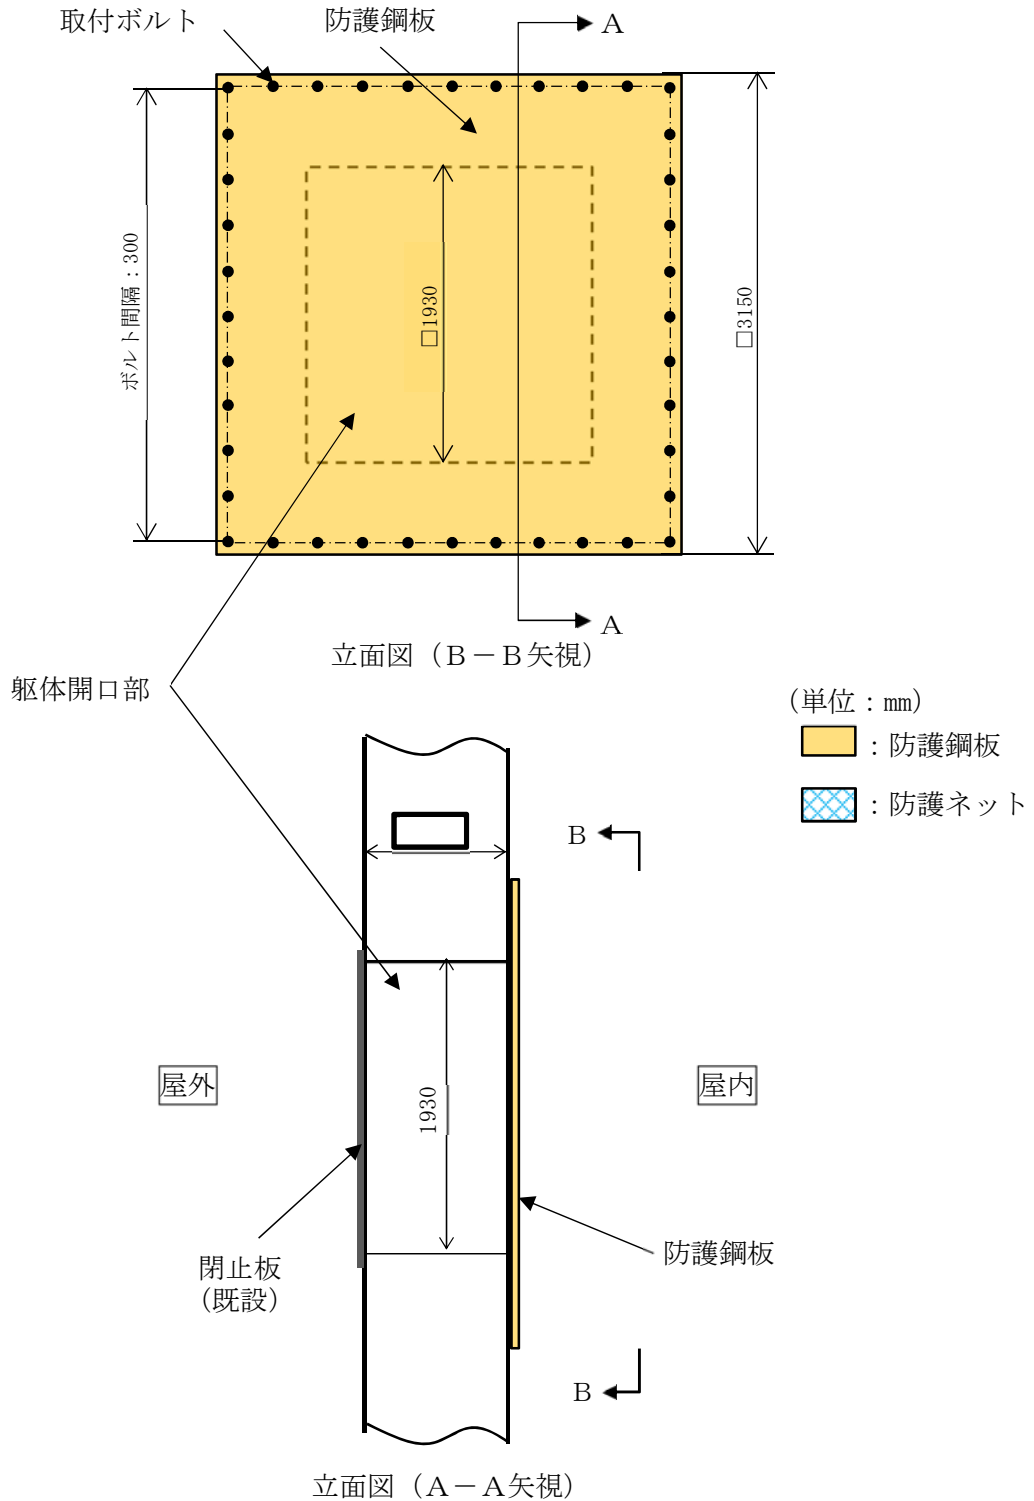 取付ボルト
防護鋼板
A
ボルト間隔：300
□1930
□3150
A
立面図（B－B矢視）
躯体開口部
（単位：㎜）
：防護鋼板
：防護ネット
B
屋外
1930
屋内
閉止板
（既設）
防護鋼板
B
立面図（A－A矢視）